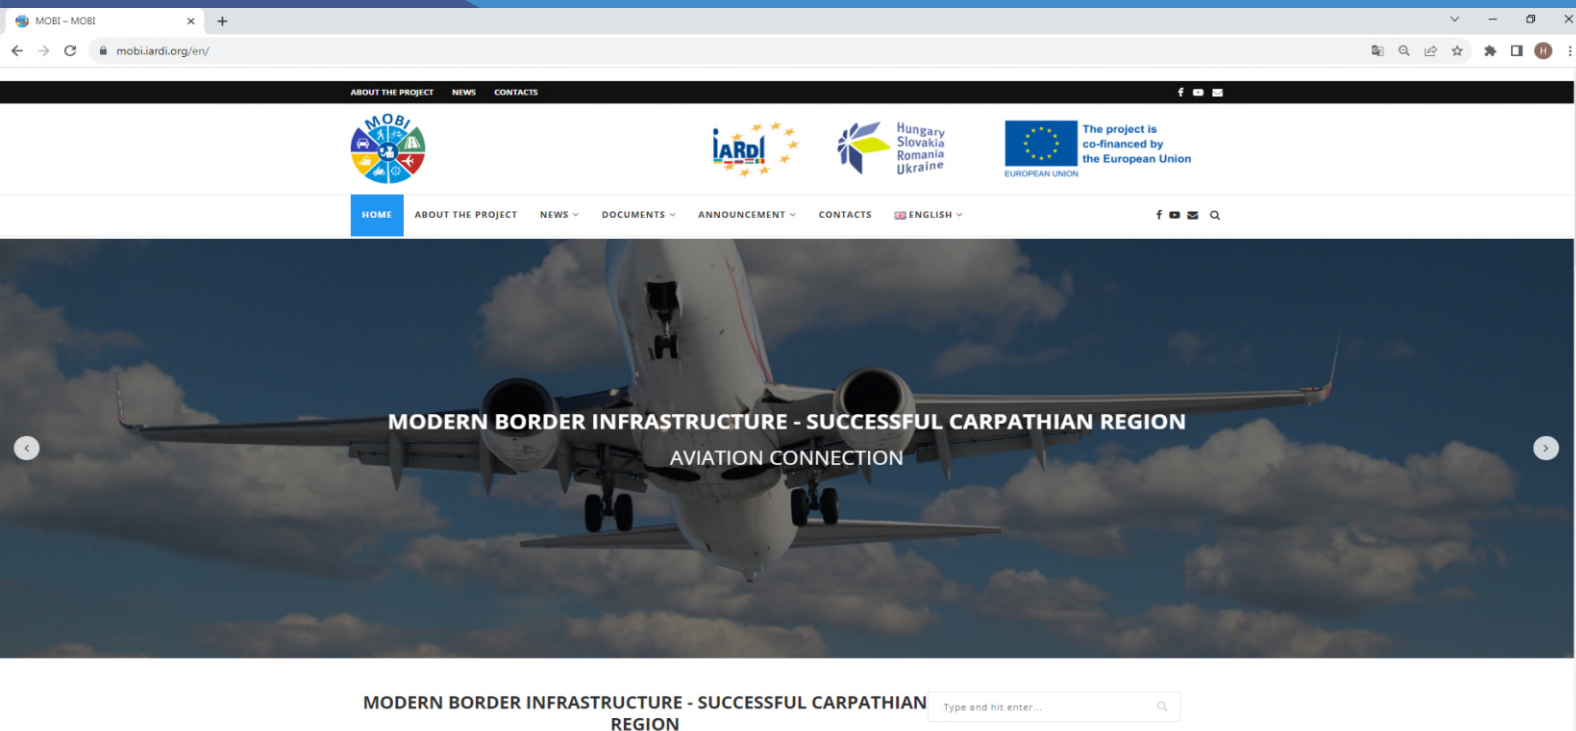 MOBI – MOBI
mobi.iardi.org/en/
H
ABOUT THE PROJECT NEWS CONTACTS
MOBI
iARDI
Hungary
Slovakia
Romania
Ukraine
EUROPEAN UNION
The project is
co-financed by
the European Union
HOME ABOUT THE PROJECT NEWS DOCUMENTS ANNOUNCEMENT CONTACTS ENGLISH
MODERN BORDER INFRASTRUCTURE - SUCCESSFUL CARPATHIAN REGION
AVIATION CONNECTION
MODERN BORDER INFRASTRUCTURE - SUCCESSFUL CARPATHIAN
REGION
Type and hit enter...